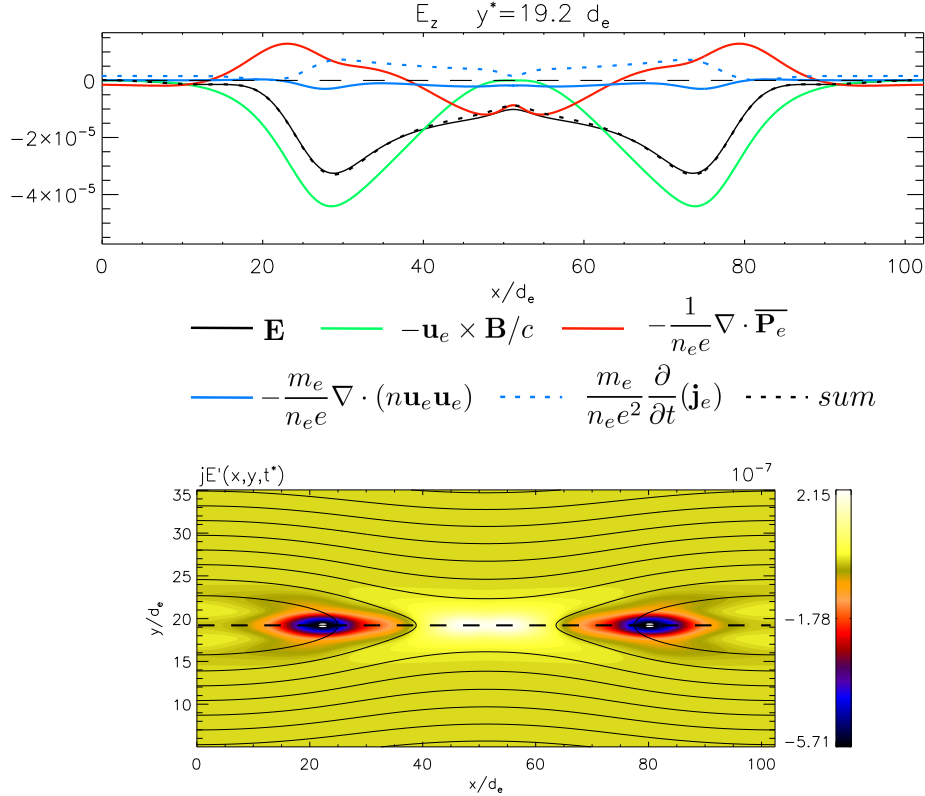 E_z y*=19.2 d_e
0
−2×10^−5
−4×10^−5
0 20 40 60 80 100
x/d_e
E −u_e × B/c −1/(n_e e) ∇ · P_e
−m_e/(n_e e) ∇ · (nu_e u_e) m_e/(n_e e^2) ∂/∂t (j_e) sum
jE'(x,y,t*) 10^−7
35
30
25
20
15
10
y/d_e
2.15
−1.78
−5.71
0 20 40 60 80 100
x/d_e